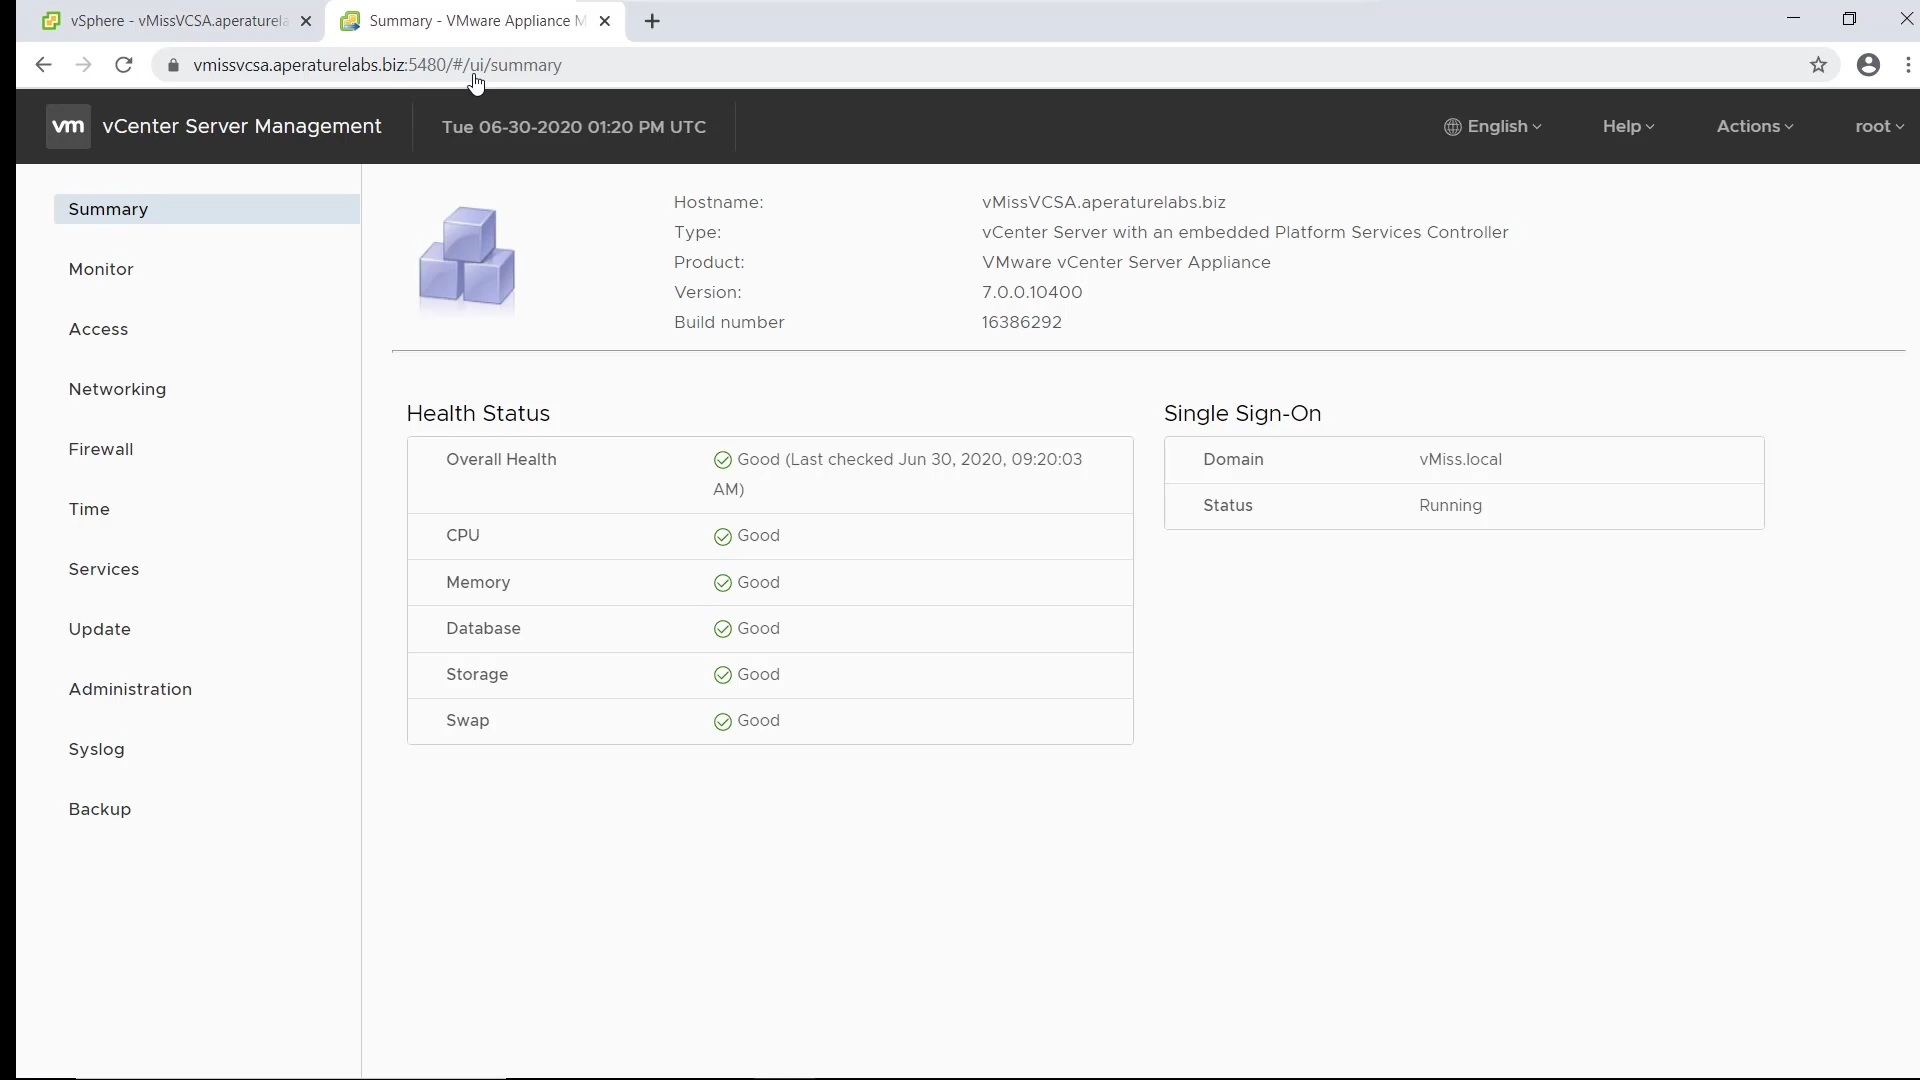 vSphere - vMissVCSA.aperaturela
Summary - VMware Appliance M
vmissvcsa.aperaturelabs.biz:5480/#/ui/summary
vm vCenter Server Management
Tue 06-30-2020 01:20 PM UTC
English
Help
Actions
root
Summary
Monitor
Access
Networking
Firewall
Time
Services
Update
Administration
Syslog
Backup
Hostname: vMissVCSA.aperaturelabs.biz
Type: vCenter Server with an embedded Platform Services Controller
Product: VMware vCenter Server Appliance
Version: 7.0.0.10400
Build number 16386292
Health Status
Overall Health Good (Last checked Jun 30, 2020, 09:20:03
AM)
CPU Good
Memory Good
Database Good
Storage Good
Swap Good
Single Sign-On
Domain vMiss.local
Status Running